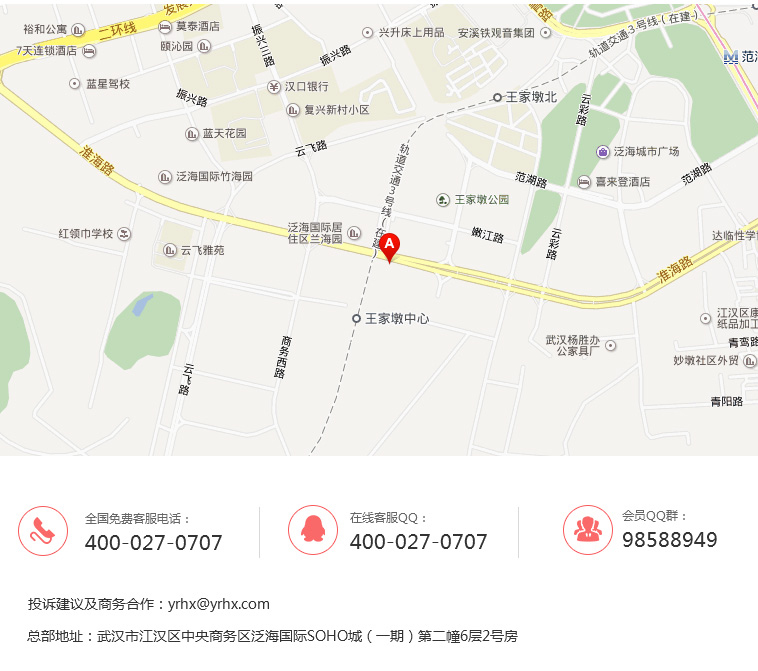 发展大
裕和公寓
二环线
莫泰酒店
7天连锁酒店
颐沁园
振兴三路
振兴路
兴升床上用品
安溪铁观音集团
轨道交通3号线(在建)
范湖
蓝星驾校
汉口银行
振兴路
复兴新村小区
王家墩北
云彩路
蓝天花园
云飞路
泛海城市广场
淮海路
轨道交通3号线(在建)
泛海国际竹海园
范湖路
喜来登酒店
范湖路
王家墩公园
红领巾学校
泛海国际居
住区兰海园
嫩江路
云彩路
达临性学
云飞雅苑
A
淮海路
王家墩中心
江汉区康
纸品加工
武汉杨胜办
公家具厂
青鸾路
商务西路
妙墩社区外贸
云飞路
青阳路
全国免费客服电话：
400-027-0707
在线客服QQ：
400-027-0707
会员QQ群：
98588949
投诉建议及商务合作：yrhx@yrhx.com
总部地址：武汉市江汉区中央商务区泛海国际SOHO城（一期）第二幢6层2号房